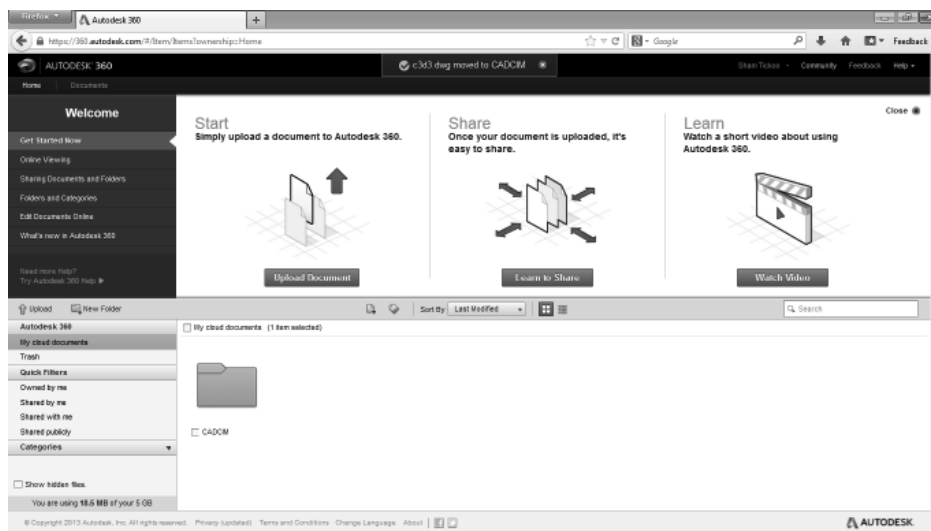 Firefox
Autodesk 360
https://360.autodesk.com/#/Item/Items?ownership=Home
Google
Feedback
AUTODESK 360
c3d3 dwg moved to CADCIM
Sham Tickoo
Community
Feedback
Help
Home
Documents
Welcome
Get Started Now
Online Viewing
Sharing Documents and Folders
Folders and Categories
Edit Documents Online
What's new in Autodesk 360
Need more Help?
Try Autodesk 360 Help
Close
Start
Simply upload a document to Autodesk 360.
Upload Document
Share
Once your document is uploaded, it's
easy to share.
Learn to Share
Learn
Watch a short video about using
Autodesk 360.
Watch Video
Upload
New Folder
Sort By
Last Modified
Search
Autodesk 360
My cloud documents
Trash
Quick Filters
Owned by me
Shared by me
Shared with me
Shared publicly
Categories
Show hidden files.
You are using 18.5 MB of your 5 GB
My cloud documents (1 item selected)
CADCIM
© Copyright 2013 Autodesk, Inc. All rights reserved. Privacy (updated) Terms and Conditions Change Language About
AUTODESK